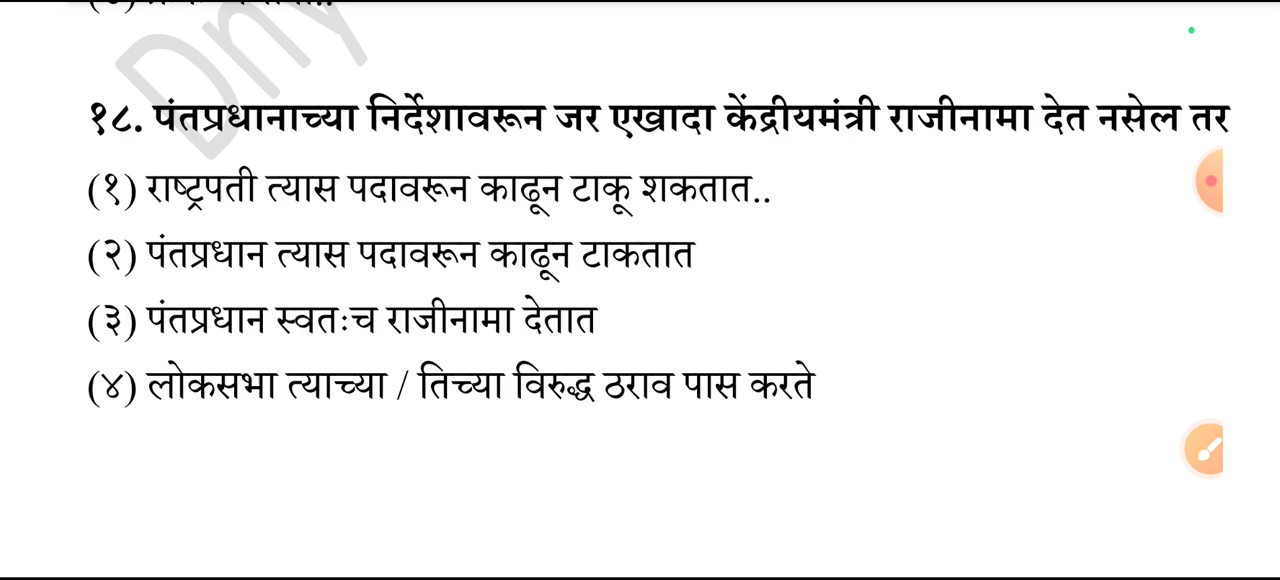 १८. पंतप्रधानाच्या निर्देशावरून जर एखादा केंद्रीयमंत्री राजीनामा देत नसेल तर
(१) राष्ट्रपती त्यास पदावरून काढून टाकू शकतात..
(२) पंतप्रधान त्यास पदावरून काढून टाकतात
(३) पंतप्रधान स्वतःच राजीनामा देतात
(४) लोकसभा त्याच्या / तिच्या विरुद्ध ठराव पास करते